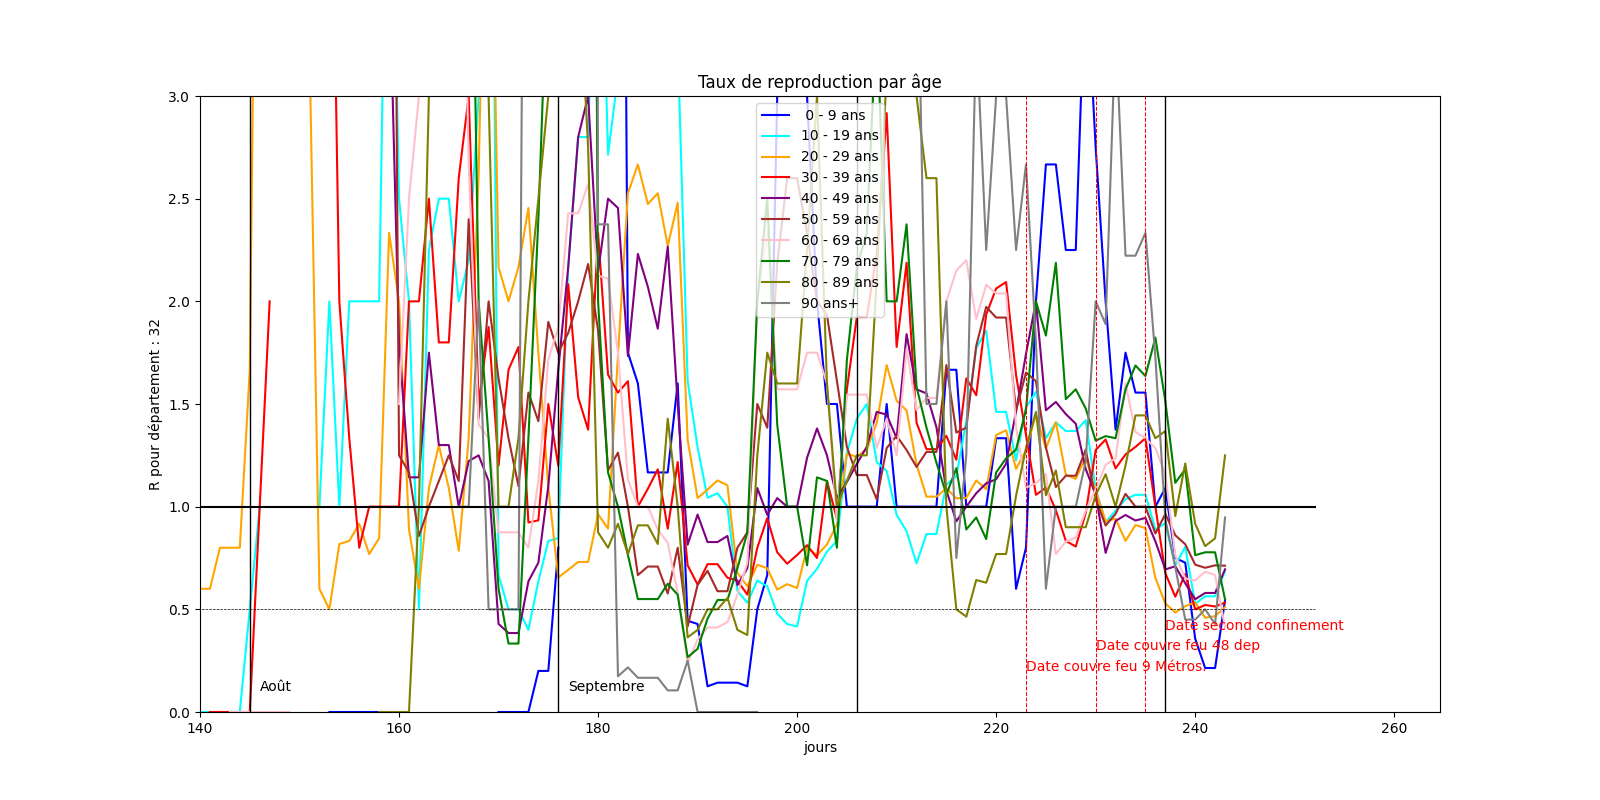 Taux de reproduction par âge
3.0
2.5
2.0
1.5
1.0
0.5
0.0
R pour département : 32
0 - 9 ans
10 - 19 ans
20 - 29 ans
30 - 39 ans
40 - 49 ans
50 - 59 ans
60 - 69 ans
70 - 79 ans
80 - 89 ans
90 ans+
Date second confinement
Date couvre feu 48 dep
Date couvre feu 9 Métros
Août
Septembre
140 160 180 200 220 240 260
jours